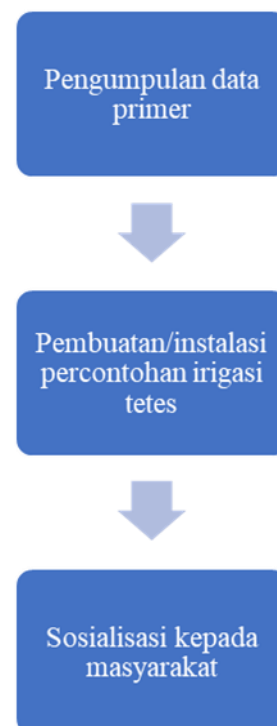 Pengumpulan data
primer
Pembuatan/instalasi
percontohan irigasi
tetes
Sosialisasi kepada
masyarakat